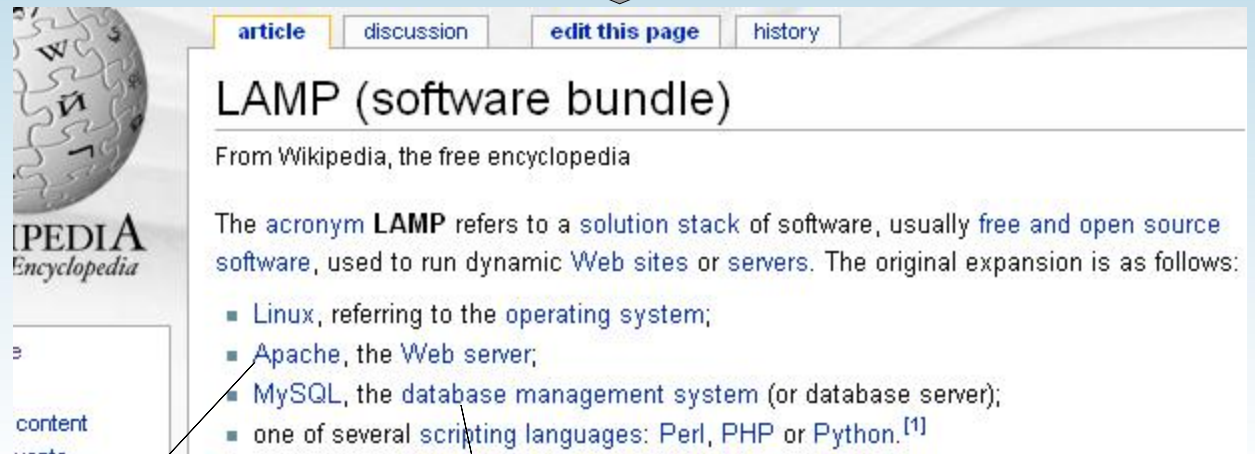 article discussion edit this page history
LAMP (software bundle)
From Wikipedia, the free encyclopedia
IPEDIA
Encyclopedia
The acronym LAMP refers to a solution stack of software, usually free and open source
software, used to run dynamic Web sites or servers. The original expansion is as follows:
Linux, referring to the operating system;
Apache, the Web server;
MySQL, the database management system (or database server);
one of several scripting languages: Perl, PHP or Python.[1]
content